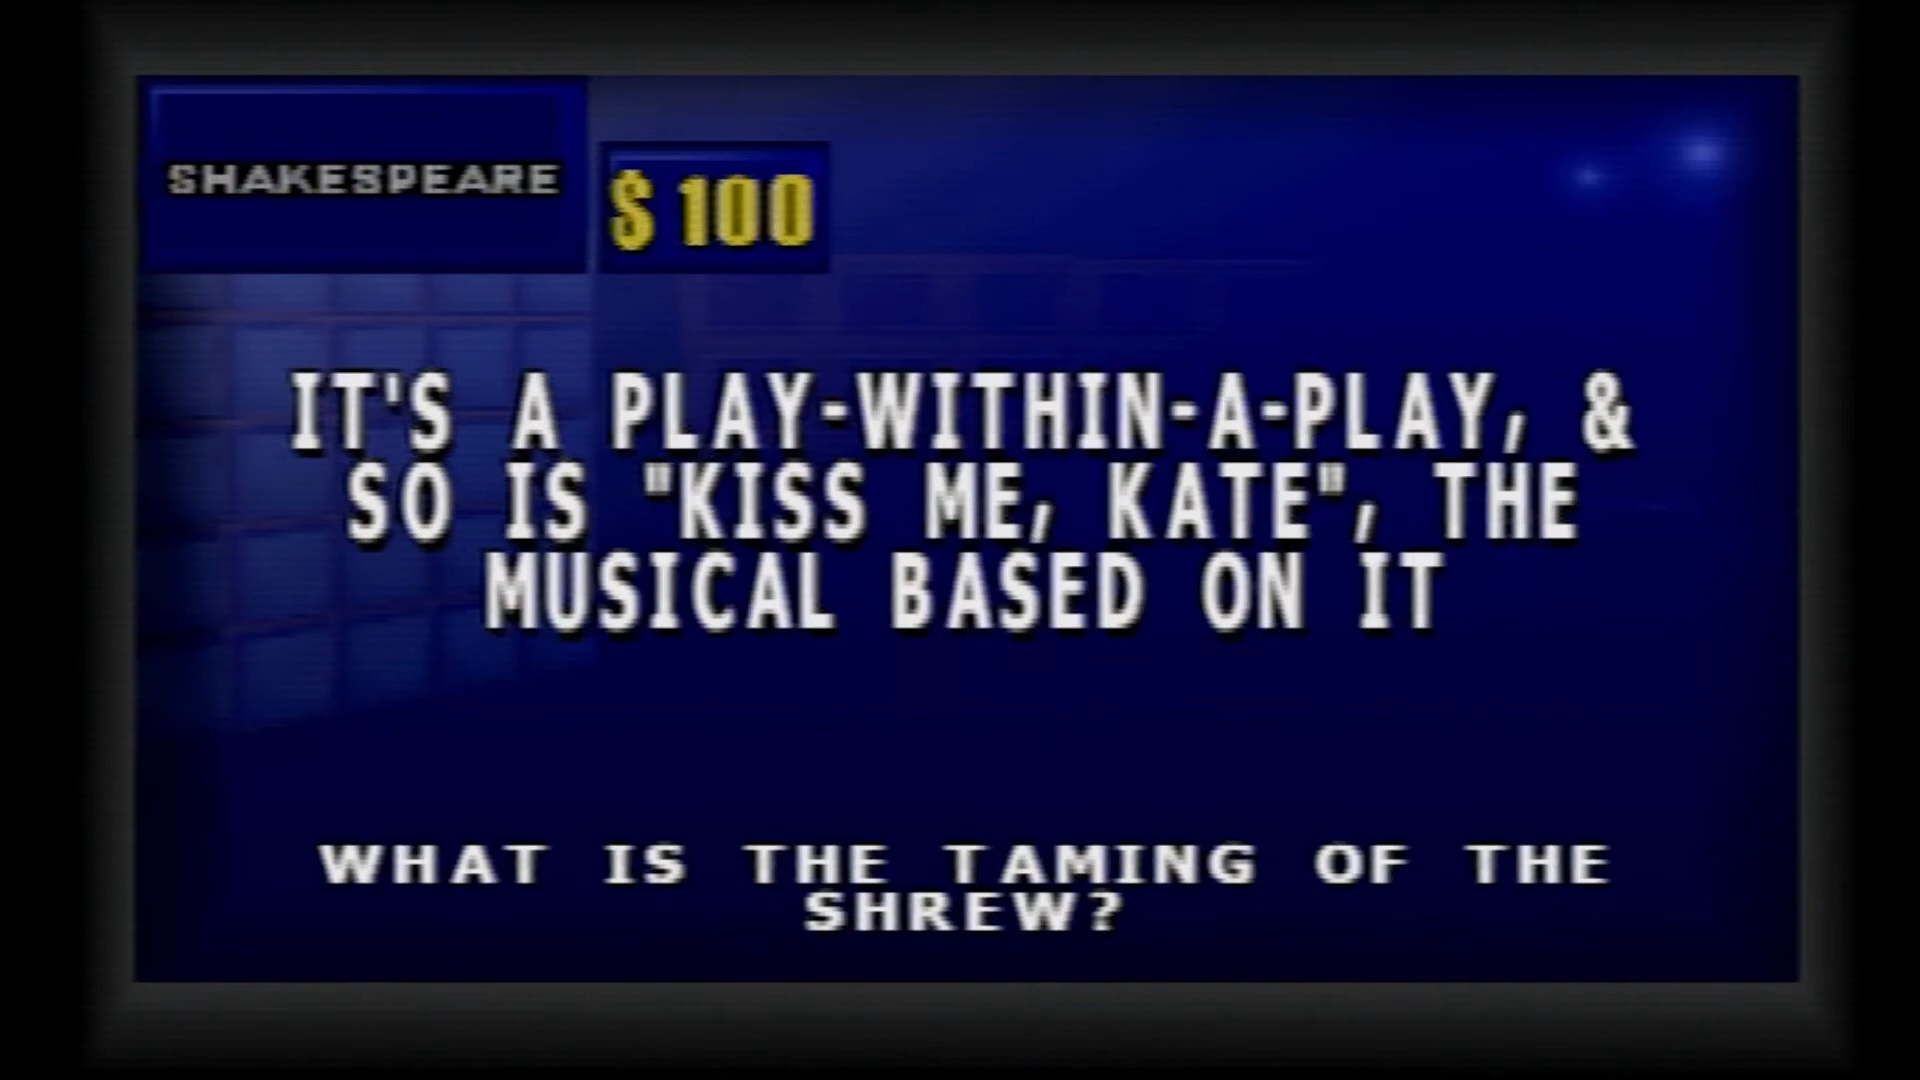 SHAKESPEARE
$ 100
IT'S A PLAY-WITHIN-A-PLAY, &
SO IS "KISS ME, KATE", THE
MUSICAL BASED ON IT
WHAT IS THE TAMING OF THE
SHREW?